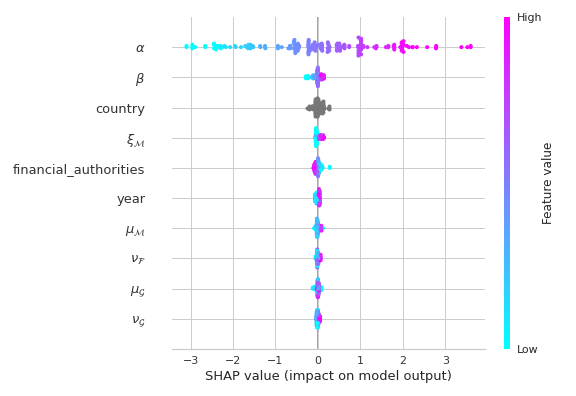 High
α
β
country
ξ_ℳ
financial_authorities
year
μ_ℳ
ν_ℱ
μ_𝒢
ν_𝒢
Feature value
Low
−3 −2 −1 0 1 2 3
SHAP value (impact on model output)